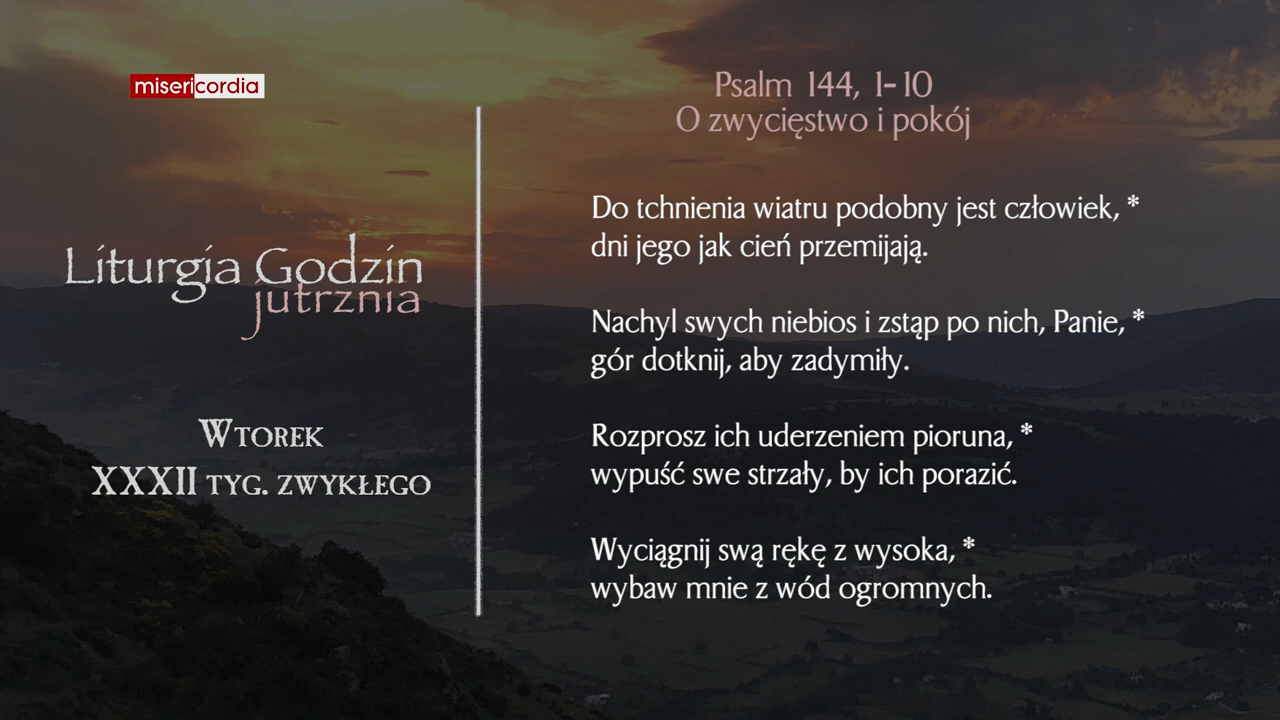 misericordia
Liturgia Godzin
jutrznia
Wtorek
XXXII tyg. zwykłego
Psalm 144, 1-10
O zwycięstwo i pokój
Do tchnienia wiatru podobny jest człowiek, *
dni jego jak cień przemijają.
Nachyl swych niebios i zstąp po nich, Panie, *
gór dotknij, aby zadymiły.
Rozprosz ich uderzeniem pioruna, *
wypuść swe strzały, by ich porazić.
Wyciągnij swą rękę z wysoka, *
wybaw mnie z wód ogromnych.